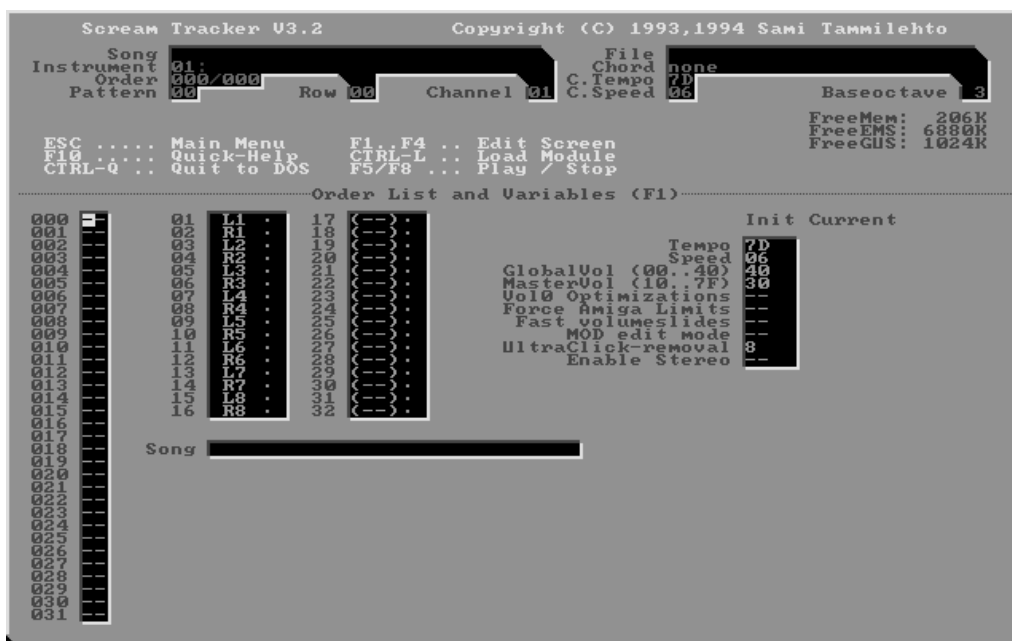 Scream Tracker V3.2 Copyright (C) 1993,1994 Sami Tammilehto
Song File
Instrument 01: Chord none
Order 000/000 C.Tempo 7D
Pattern 00 Row 00 Channel 01 C.Speed 06 Baseoctave 3
FreeMem: 206K
FreeEMS: 6880K
FreeGUS: 1024K
ESC ..... Main Menu F1..F4 .. Edit Screen
F10 ..... Quick-Help CTRL-L .. Load Module
CTRL-Q .. Quit to DOS F5/F8 ... Play / Stop
Order List and Variables (F1)
000 -- 01 L1 : 17 (--): Init Current
001 -- 02 R1 : 18 (--):
002 -- 03 L2 : 19 (--): Tempo 7D
003 -- 04 R2 : 20 (--): Speed 06
004 -- 05 L3 : 21 (--): GlobalVol (00..40) 40
005 -- 06 R3 : 22 (--): MasterVol (10..7F) 30
006 -- 07 L4 : 23 (--): Vol0 Optimizations --
007 -- 08 R4 : 24 (--): Force Amiga Limits --
008 -- 09 L5 : 25 (--): Fast volumeslides --
009 -- 10 R5 : 26 (--): MOD edit mode --
010 -- 11 L6 : 27 (--): UltraClick-removal 8
011 -- 12 R6 : 28 (--): Enable Stereo --
012 -- 13 L7 : 29 (--):
013 -- 14 R7 : 30 (--):
014 -- 15 L8 : 31 (--):
015 -- 16 R8 : 32 (--):
016 --
017 --
018 -- Song
019 --
020 --
021 --
022 --
023 --
024 --
025 --
026 --
027 --
028 --
029 --
030 --
031 --